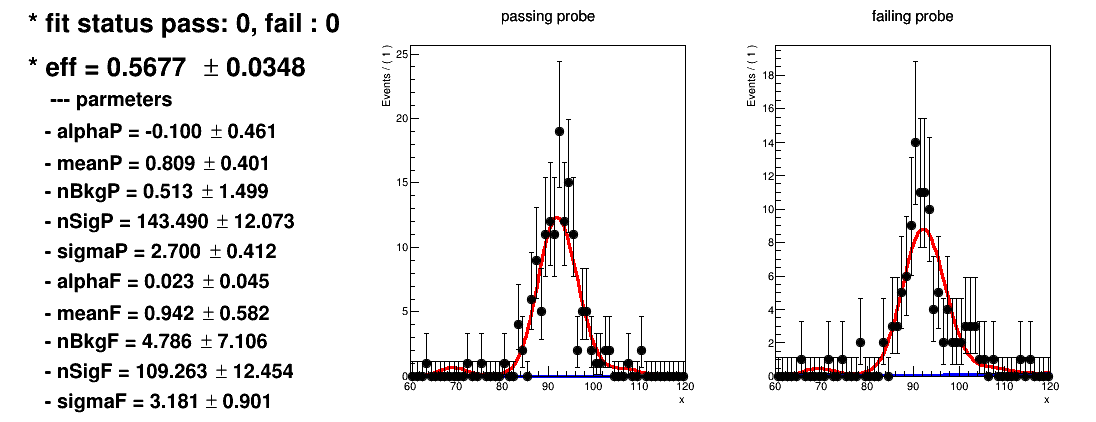 * fit status pass: 0, fail : 0
* eff = 0.5677 ± 0.0348
--- parmeters
- alphaP = -0.100 ± 0.461
- meanP = 0.809 ± 0.401
- nBkgP = 0.513 ± 1.499
- nSigP = 143.490 ± 12.073
- sigmaP = 2.700 ± 0.412
- alphaF = 0.023 ± 0.045
- meanF = 0.942 ± 0.582
- nBkgF = 4.786 ± 7.106
- nSigF = 109.263 ± 12.454
- sigmaF = 3.181 ± 0.901
passing probe
Events / ( 1 )
25
20
15
10
5
0
60 70 80 90 100 110 120
x
failing probe
Events / ( 1 )
18
16
14
12
10
8
6
4
2
0
60 70 80 90 100 110 120
x